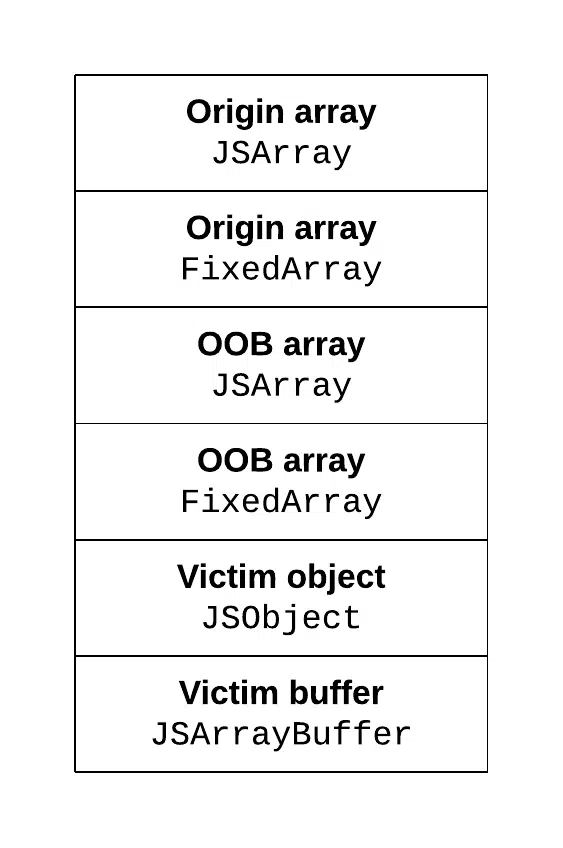 Origin array
JSArray
Origin array
FixedArray
OOB array
JSArray
OOB array
FixedArray
Victim object
JSObject
Victim buffer
JSArrayBuffer